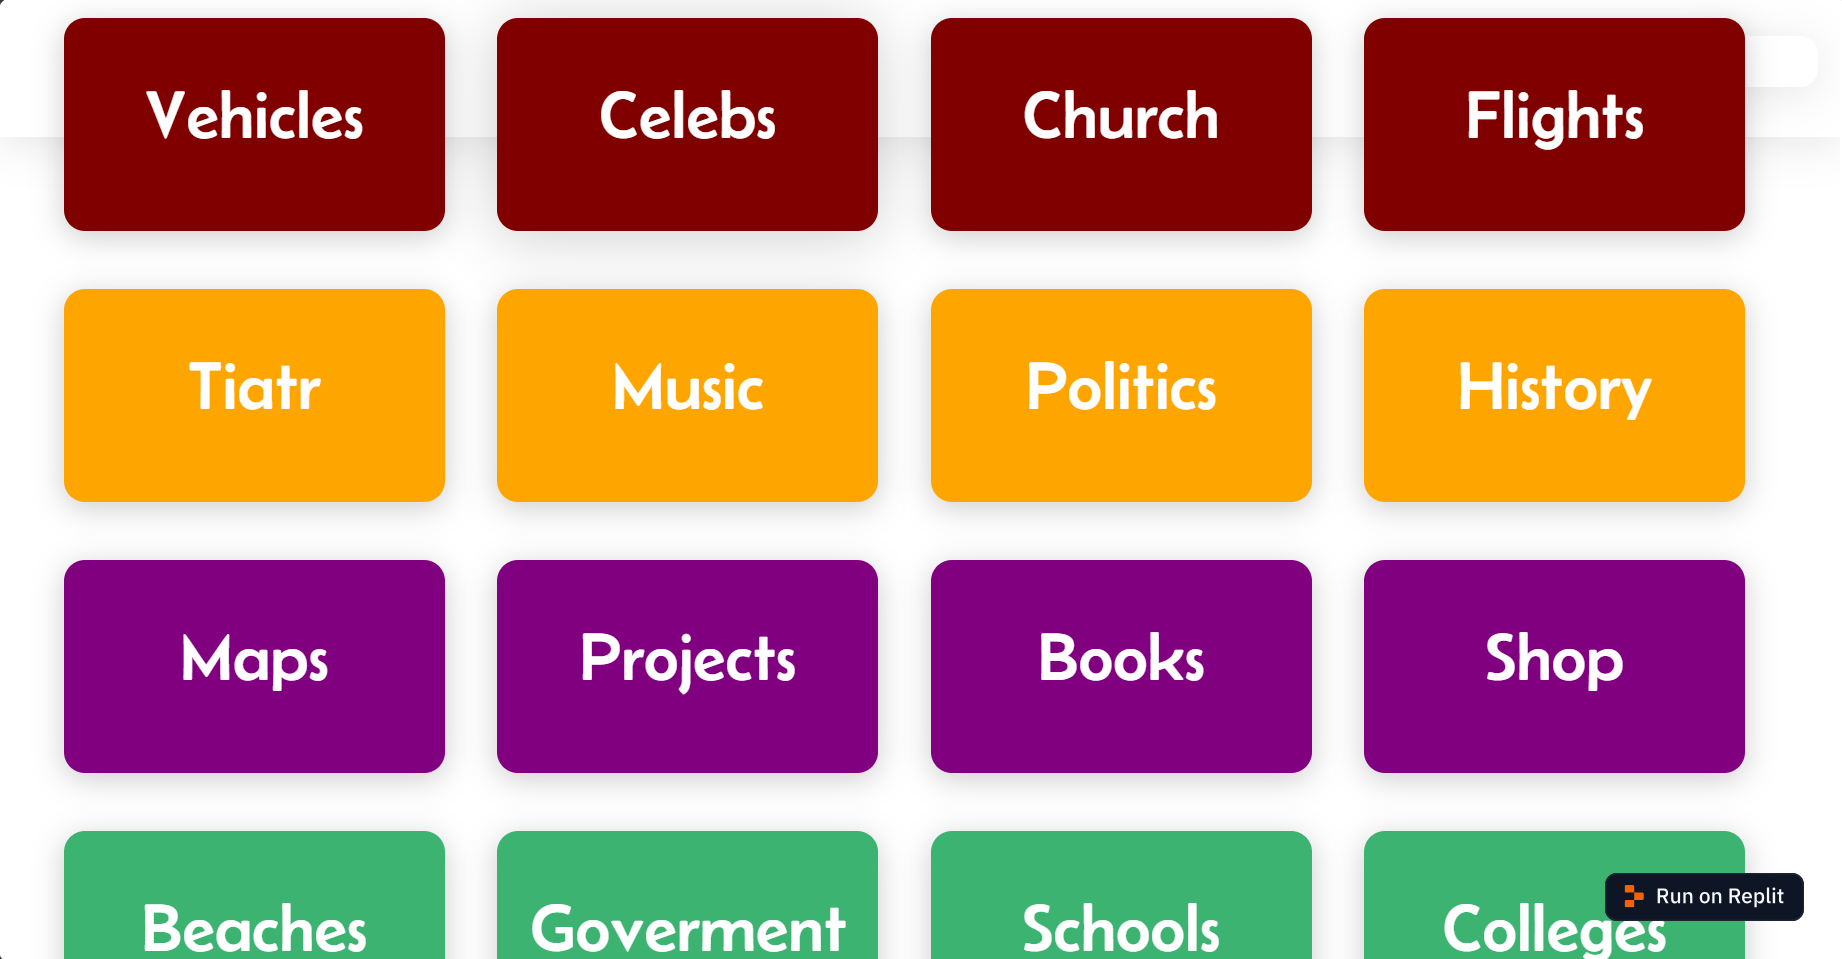 Vehicles
Celebs
Church
Flights
Tiatr
Music
Politics
History
Maps
Projects
Books
Shop
Beaches
Goverment
Schools
Colleges
Run on Replit